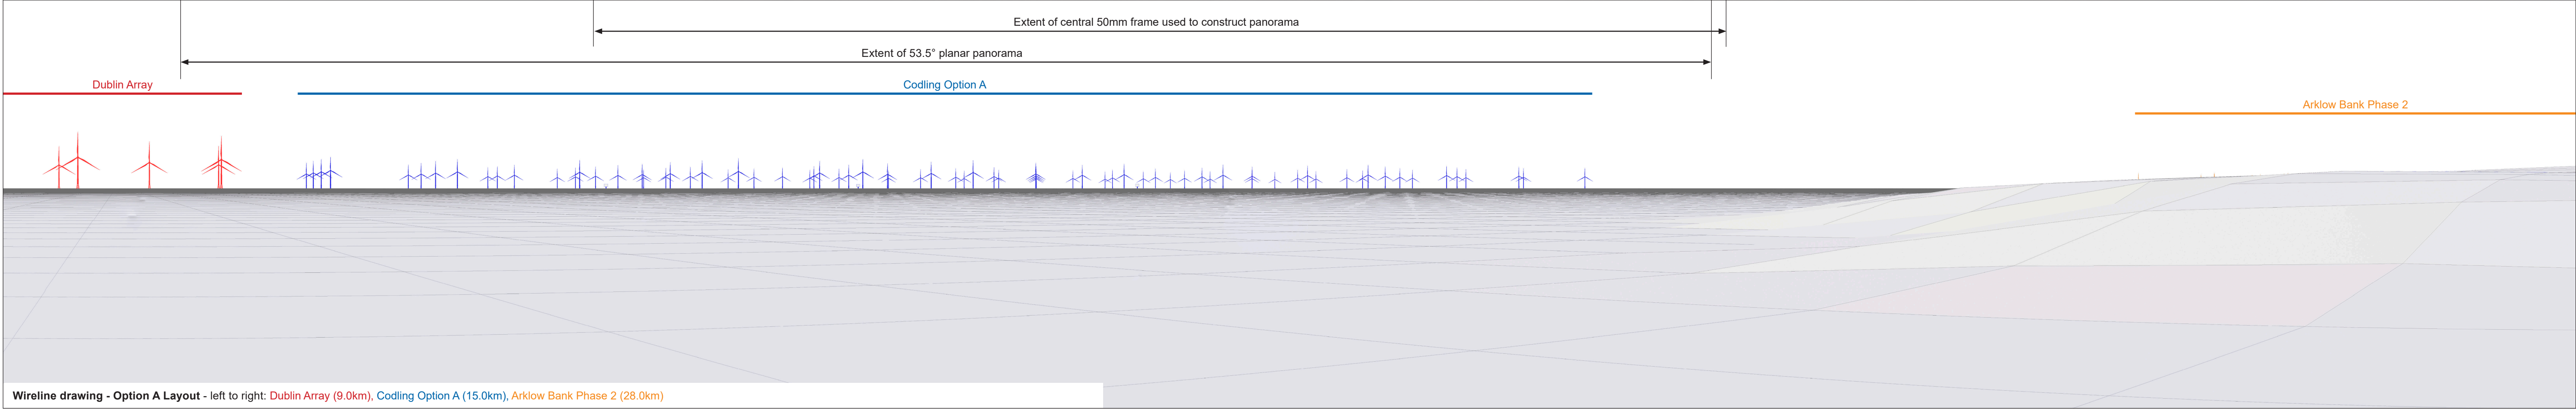 Extent of central 50mm frame used to construct panorama
Extent of 53.5° planar panorama
Dublin Array
Codling Option A
Arklow Bank Phase 2
Wireline drawing - Option A Layout - left to right: Dublin Array (9.0km), Codling Option A (15.0km), Arklow Bank Phase 2 (28.0km)